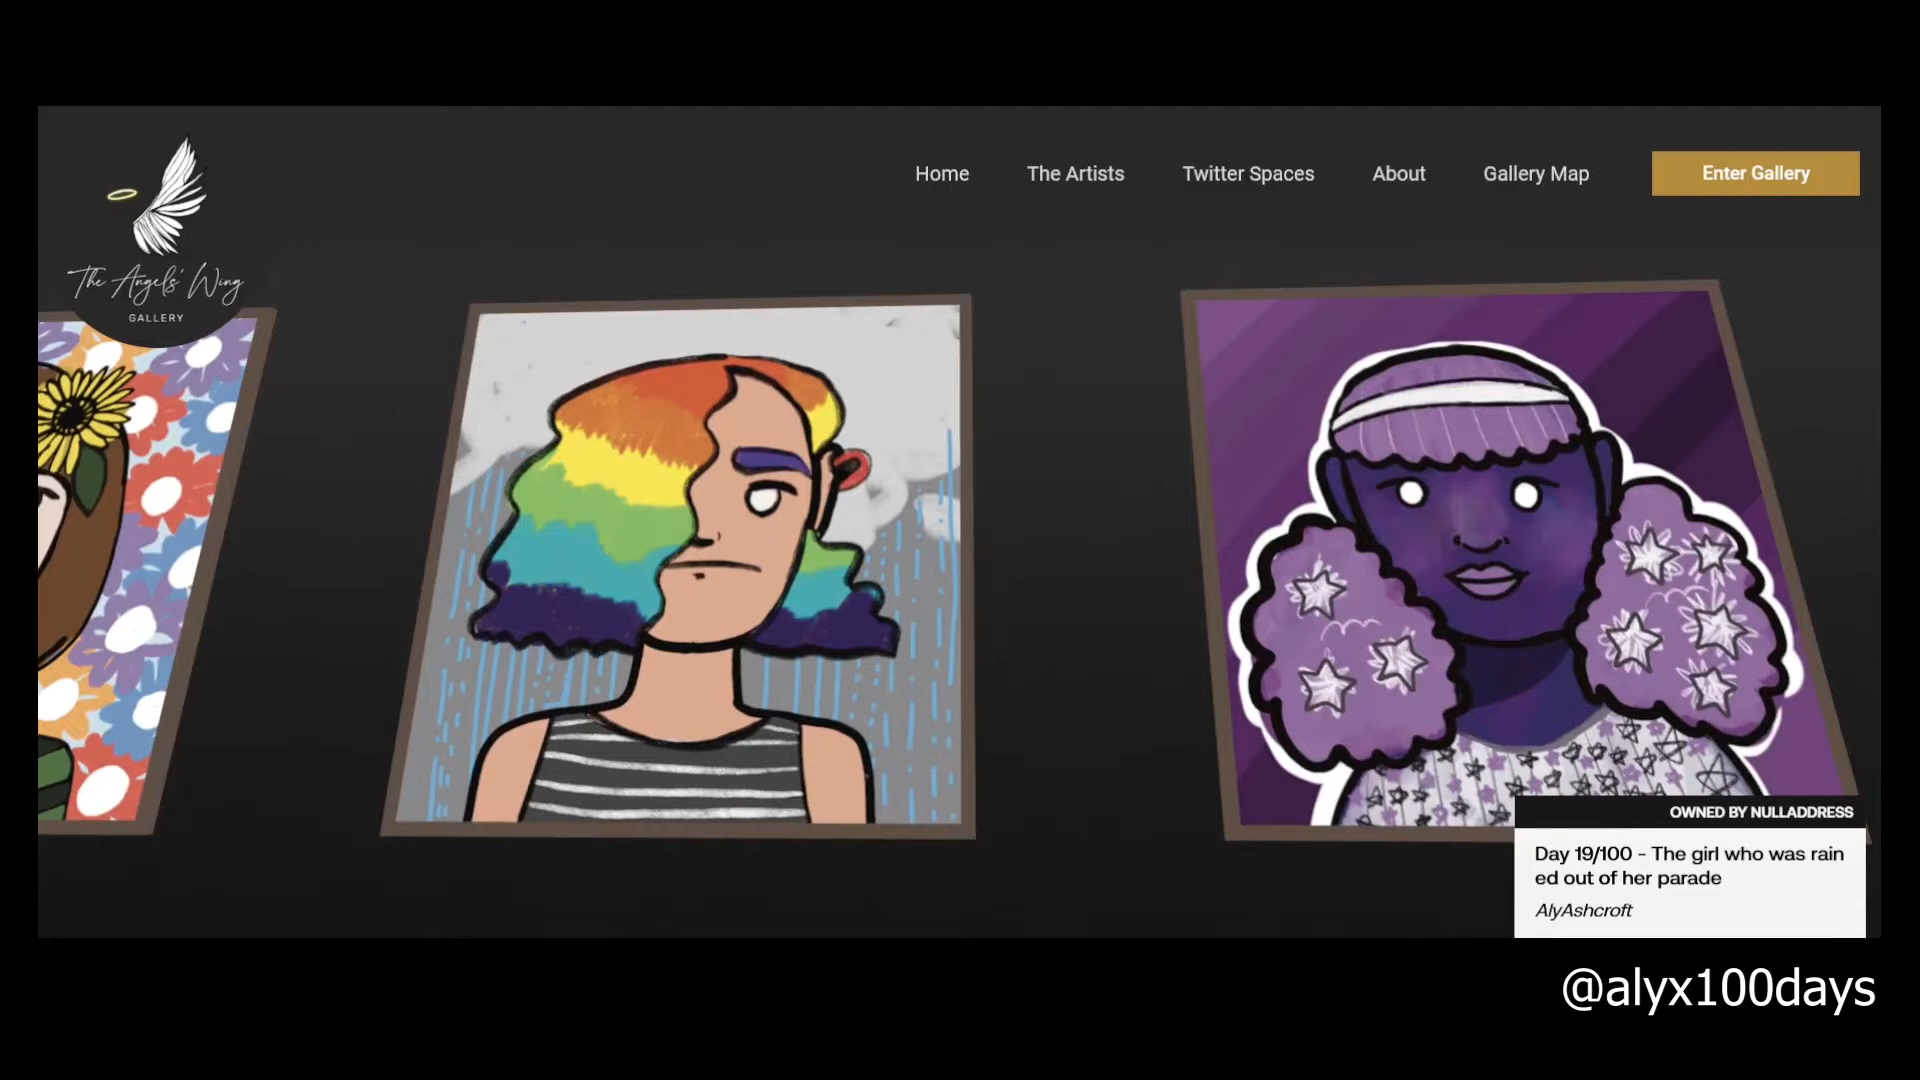 Home
The Artists
Twitter Spaces
About
Gallery Map
Enter Gallery
The Angels' Wing
GALLERY
OWNED BY NULLADDRESS
Day 19/100 - The girl who was rain
ed out of her parade
AlyAshcroft
@alyx100days